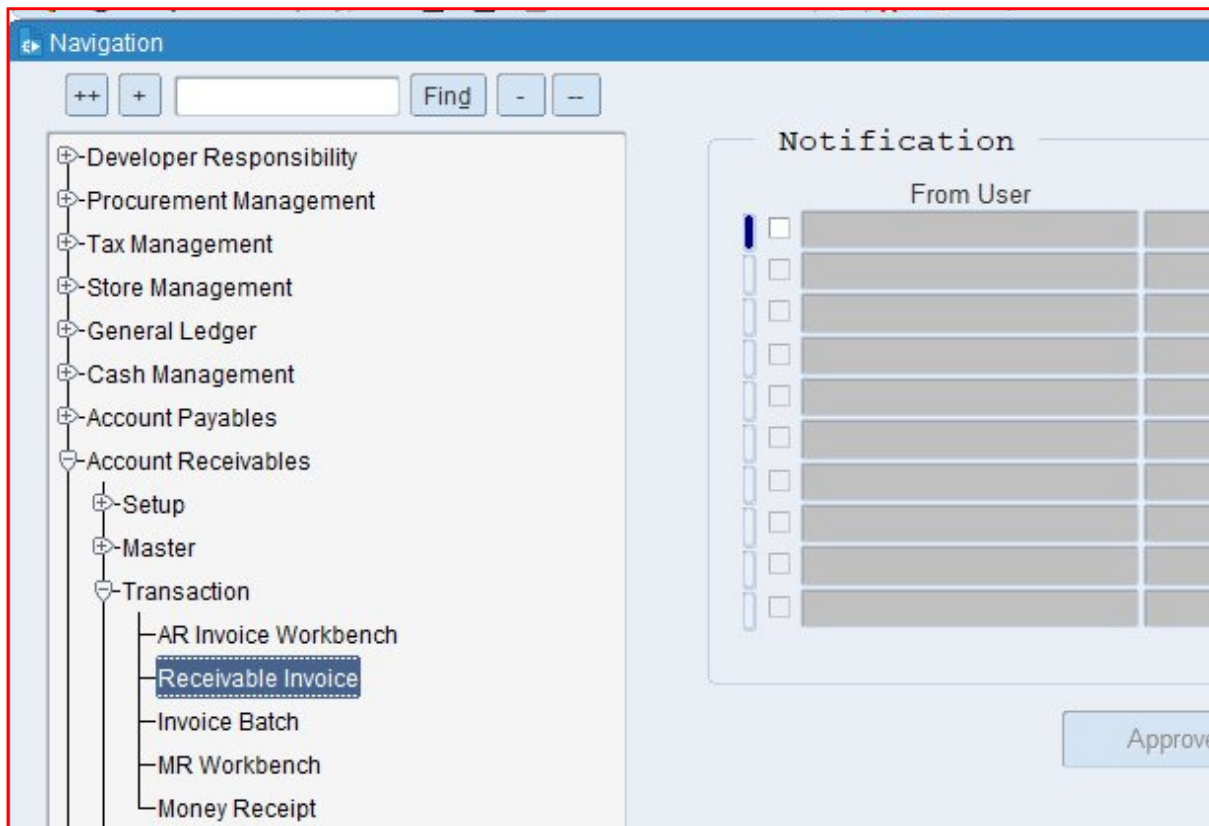 Navigation
++ + Find - --
Developer Responsibility
Procurement Management
Tax Management
Store Management
General Ledger
Cash Management
Account Payables
Account Receivables
Setup
Master
Transaction
AR Invoice Workbench
Receivable Invoice
Invoice Batch
MR Workbench
Money Receipt
Notification
From User
Approve